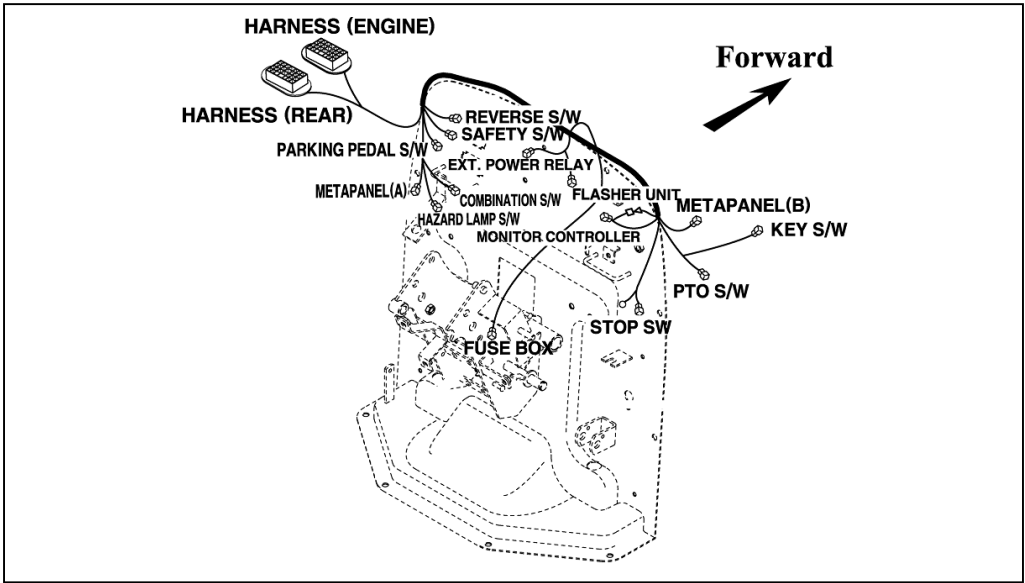 HARNESS (ENGINE)
Forward
HARNESS (REAR)
REVERSE S/W
SAFETY S/W
PARKING PEDAL S/W
EXT. POWER RELAY
METAPANEL(A)
COMBINATION S/W
FLASHER UNIT
METAPANEL(B)
HAZARD LAMP S/W
KEY S/W
MONITOR CONTROLLER
PTO S/W
STOP SW
FUSE BOX